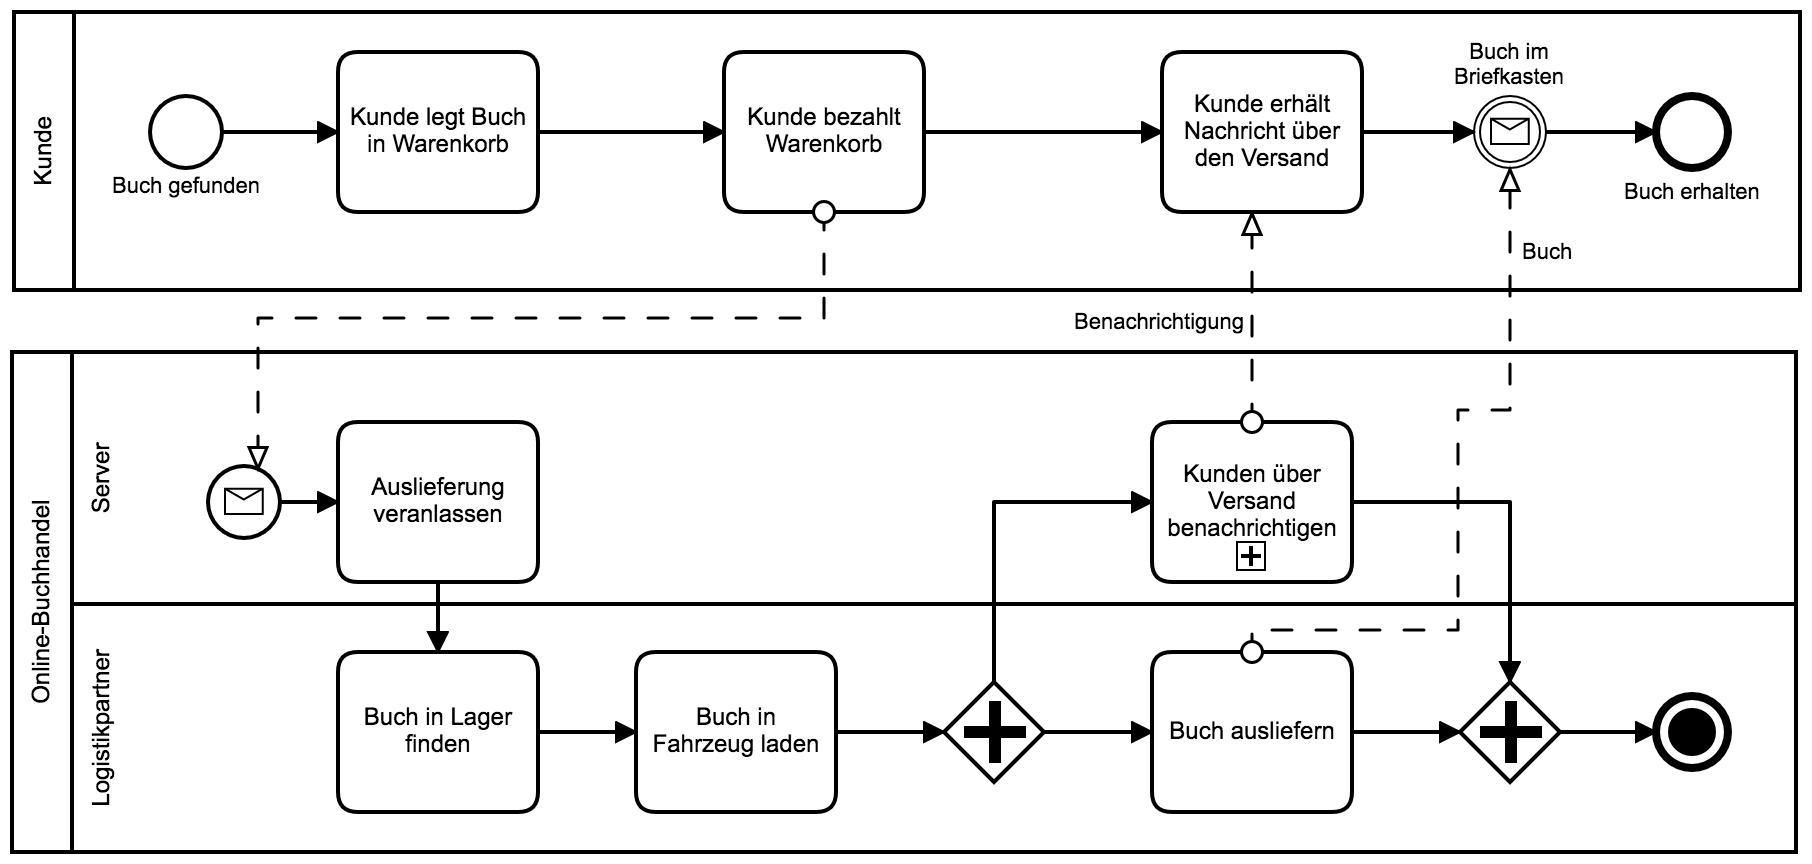 Kunde
Buch gefunden
Kunde legt Buch
in Warenkorb
Kunde bezahlt
Warenkorb
Kunde erhält
Nachricht über
den Versand
Buch im
Briefkasten
Buch erhalten
Buch
Benachrichtigung
Online-Buchhandel
Server
Auslieferung
veranlassen
Kunden über
Versand
benachrichtigen
Logistikpartner
Buch in Lager
finden
Buch in
Fahrzeug laden
Buch ausliefern